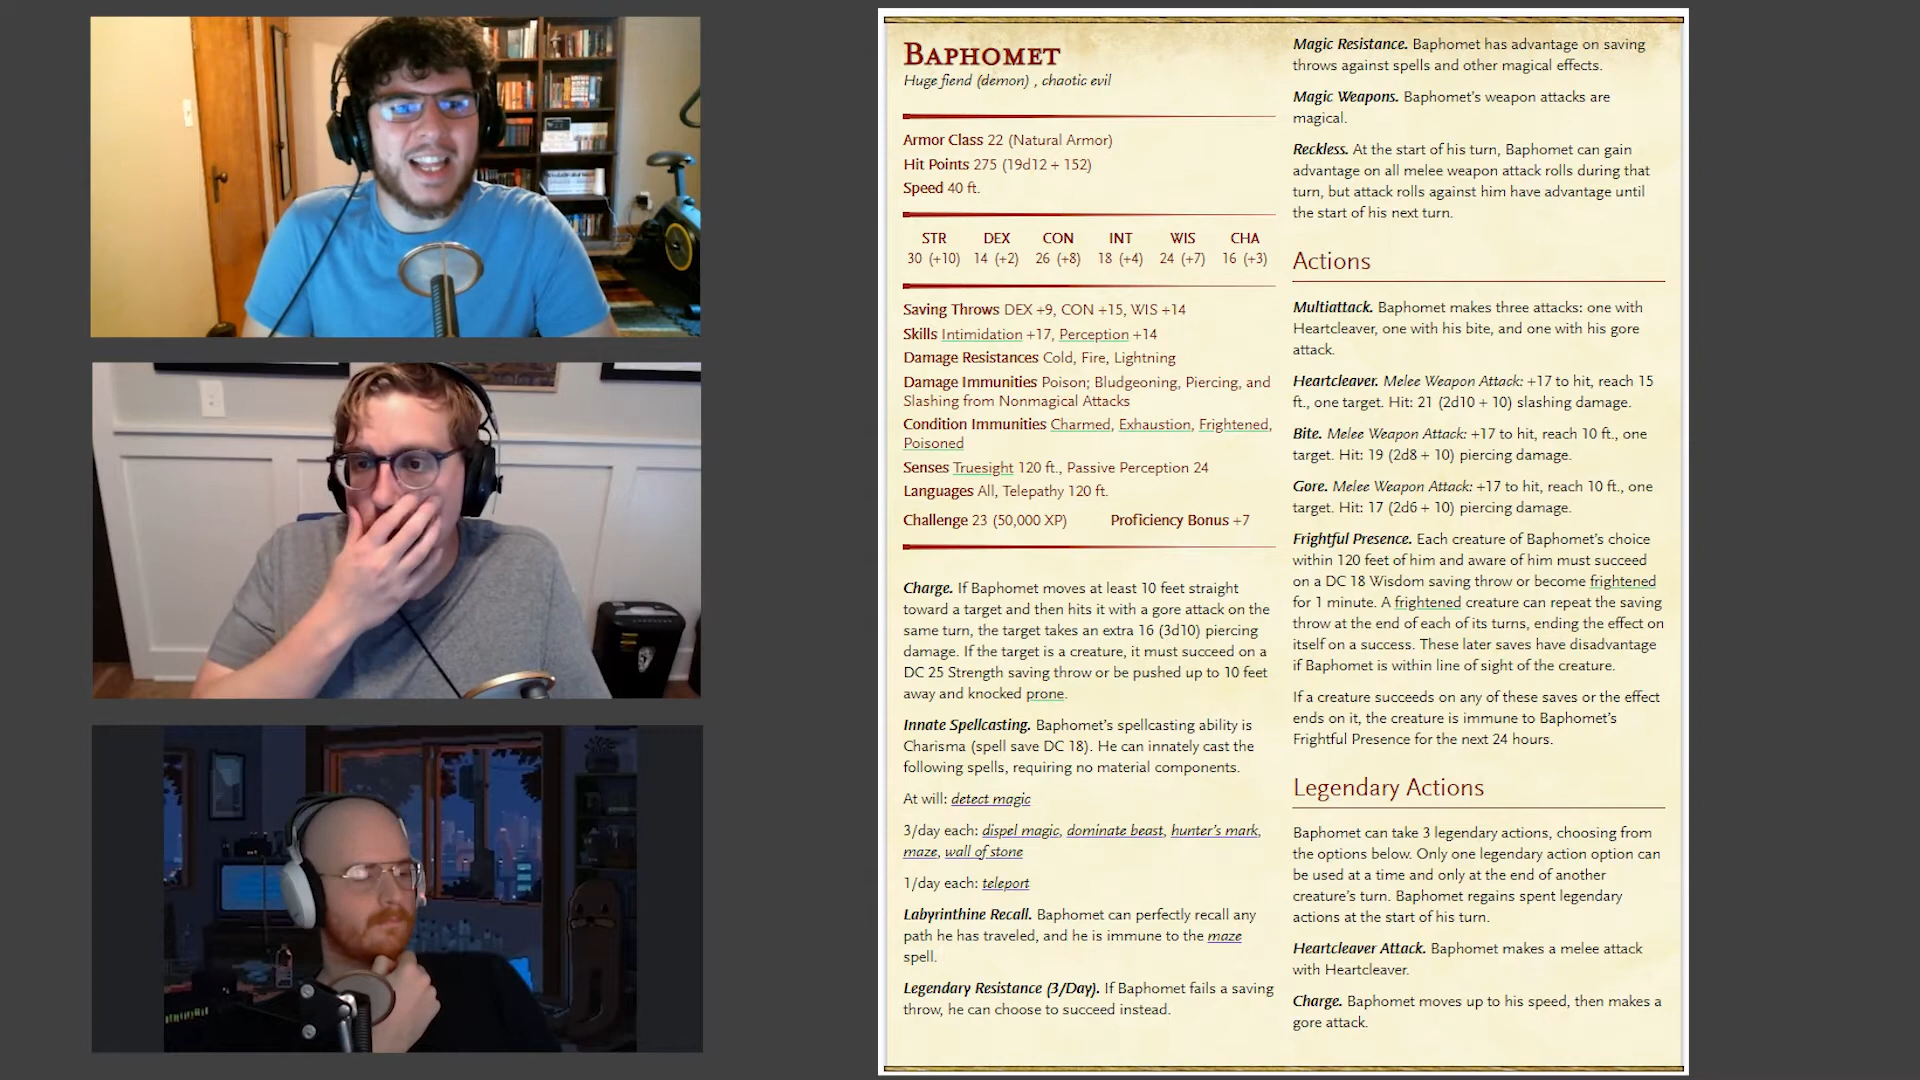 BAPHOMET
Huge fiend (demon) , chaotic evil
Armor Class 22 (Natural Armor)
Hit Points 275 (19d12 + 152)
Speed 40 ft.
STR DEX CON INT WIS CHA
30 (+10) 14 (+2) 26 (+8) 18 (+4) 24 (+7) 16 (+3)
Saving Throws DEX +9, CON +15, WIS +14
Skills Intimidation +17, Perception +14
Damage Resistances Cold, Fire, Lightning
Damage Immunities Poison; Bludgeoning, Piercing, and
Slashing from Nonmagical Attacks
Condition Immunities Charmed, Exhaustion, Frightened,
Poisoned
Senses Truesight 120 ft., Passive Perception 24
Languages All, Telepathy 120 ft.
Challenge 23 (50,000 XP) Proficiency Bonus +7
Charge. If Baphomet moves at least 10 feet straight
toward a target and then hits it with a gore attack on the
same turn, the target takes an extra 16 (3d10) piercing
damage. If the target is a creature, it must succeed on a
DC 25 Strength saving throw or be pushed up to 10 feet
away and knocked prone.
Innate Spellcasting. Baphomet's spellcasting ability is
Charisma (spell save DC 18). He can innately cast the
following spells, requiring no material components.
At will: detect magic
3/day each: dispel magic, dominate beast, hunter's mark,
maze, wall of stone
1/day each: teleport
Labyrinthine Recall. Baphomet can perfectly recall any
path he has traveled, and he is immune to the maze
spell.
Legendary Resistance (3/Day). If Baphomet fails a saving
throw, he can choose to succeed instead.
Magic Resistance. Baphomet has advantage on saving
throws against spells and other magical effects.
Magic Weapons. Baphomet's weapon attacks are
magical.
Reckless. At the start of his turn, Baphomet can gain
advantage on all melee weapon attack rolls during that
turn, but attack rolls against him have advantage until
the start of his next turn.
Actions
Multiattack. Baphomet makes three attacks: one with
Heartcleaver, one with his bite, and one with his gore
attack.
Heartcleaver. Melee Weapon Attack: +17 to hit, reach 15
ft., one target. Hit: 21 (2d10 + 10) slashing damage.
Bite. Melee Weapon Attack: +17 to hit, reach 10 ft., one
target. Hit: 19 (2d8 + 10) piercing damage.
Gore. Melee Weapon Attack: +17 to hit, reach 10 ft., one
target. Hit: 17 (2d6 + 10) piercing damage.
Frightful Presence. Each creature of Baphomet's choice
within 120 feet of him and aware of him must succeed
on a DC 18 Wisdom saving throw or become frightened
for 1 minute. A frightened creature can repeat the saving
throw at the end of each of its turns, ending the effect on
itself on a success. These later saves have disadvantage
if Baphomet is within line of sight of the creature.
If a creature succeeds on any of these saves or the effect
ends on it, the creature is immune to Baphomet's
Frightful Presence for the next 24 hours.
Legendary Actions
Baphomet can take 3 legendary actions, choosing from
the options below. Only one legendary action option can
be used at a time and only at the end of another
creature's turn. Baphomet regains spent legendary
actions at the start of his turn.
Heartcleaver Attack. Baphomet makes a melee attack
with Heartcleaver.
Charge. Baphomet moves up to his speed, then makes a
gore attack.